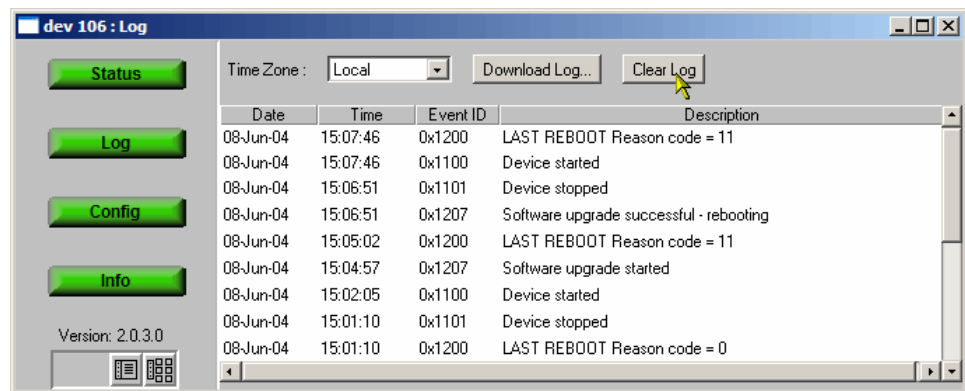 dev 106 : Log
Status
Log
Config
Info
Version: 2.0.3.0
Time Zone : Local Download Log... Clear Log
Date Time Event ID Description
08-Jun-04 15:07:46 0x1200 LAST REBOOT Reason code = 11
08-Jun-04 15:07:46 0x1100 Device started
08-Jun-04 15:06:51 0x1101 Device stopped
08-Jun-04 15:06:51 0x1207 Software upgrade successful - rebooting
08-Jun-04 15:05:02 0x1200 LAST REBOOT Reason code = 11
08-Jun-04 15:04:57 0x1207 Software upgrade started
08-Jun-04 15:02:05 0x1100 Device started
08-Jun-04 15:01:10 0x1101 Device stopped
08-Jun-04 15:01:10 0x1200 LAST REBOOT Reason code = 0